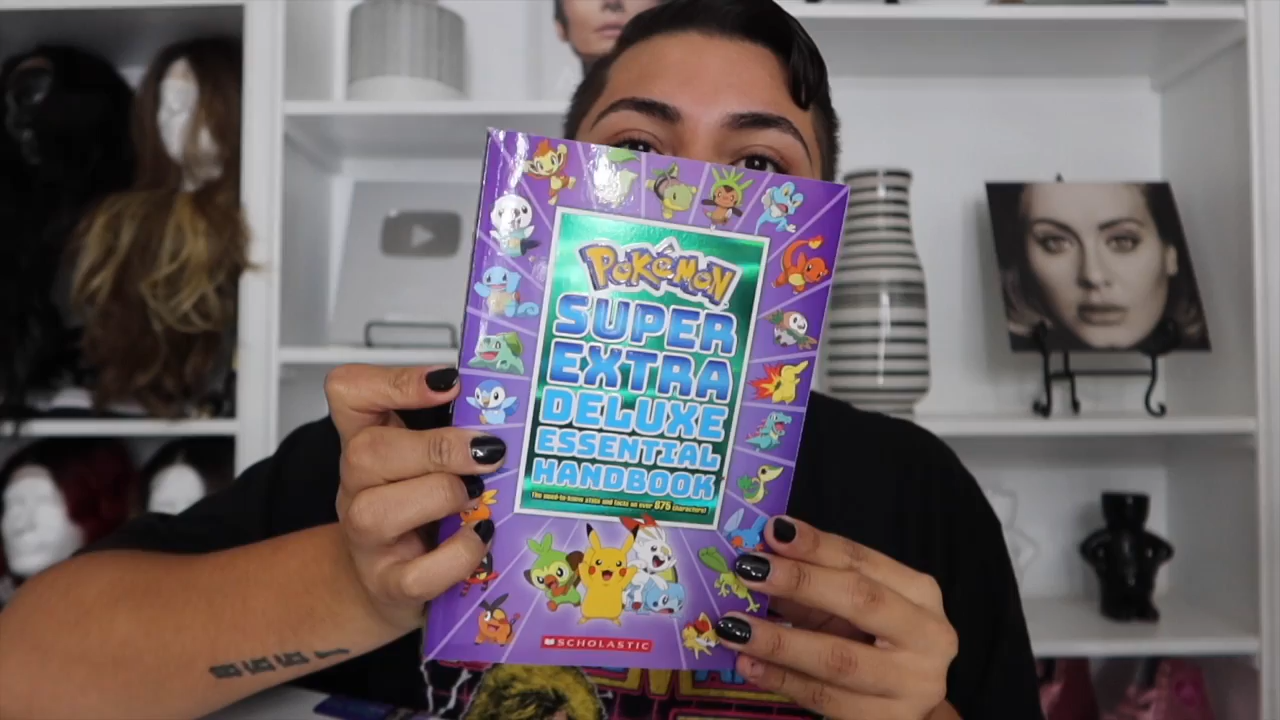 POKÉMON
SUPER
EXTRA
DELUXE
ESSENTIAL
HANDBOOK
The need-to-know stats and facts on over 875 characters!
SCHOLASTIC